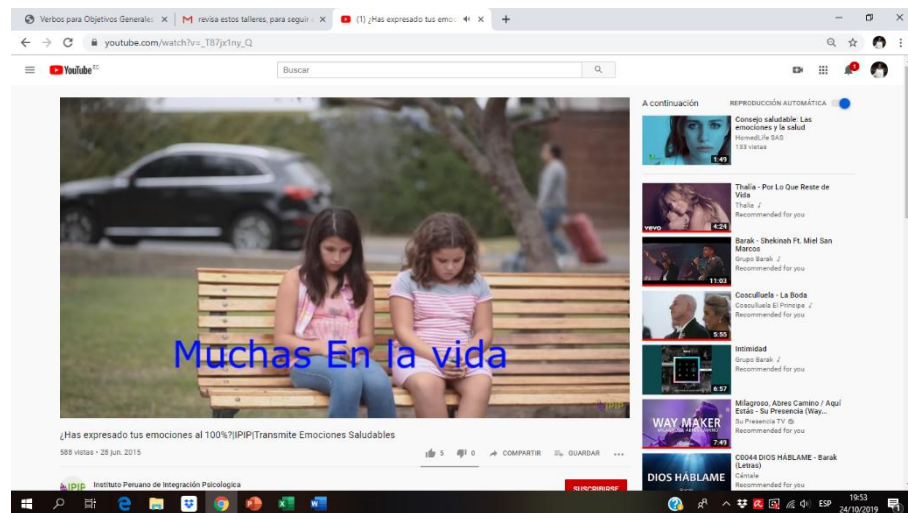 Verbos para Objetivos Generales
revisa estos talleres, para seguir
(1) ¿Has expresado tus emoc
youtube.com/watch?v=_T87jx1ny_Q
YouTube
Buscar
Muchas En la vida
IPIP
¿Has expresado tus emociones al 100%?|IPIP|Transmite Emociones Saludables
588 vistas • 28 jun. 2015
5
0
COMPARTIR
GUARDAR
IPIP
Instituto Peruano de Integración Psicologica
SUSCRIBIRSE
A continuación
REPRODUCCIÓN AUTOMÁTICA
Consejo saludable: Las
emociones y la salud
HomedLife SAS
133 vistas
1:49
Thalia - Por Lo Que Reste de
Vida
Thalia
Recommended for you
vevo
4:24
Barak - Shekinah Ft. Miel San
Marcos
Grupo Barak
Recommended for you
11:03
Cosculluela - La Boda
Cosculluela El Principe
Recommended for you
5:55
Intimidad
Grupo Barak
Recommended for you
6:57
Milagroso, Abres Camino / Aquí
Estás - Su Presencia (Way...
Su Presencia TV
Recommended for you
WAY MAKER
7:49
C0044 DIOS HÁBLAME - Barak
(Letras)
Cántale
Recommended for you
DIOS HÁBLAME
ESP
19:53
24/10/2019